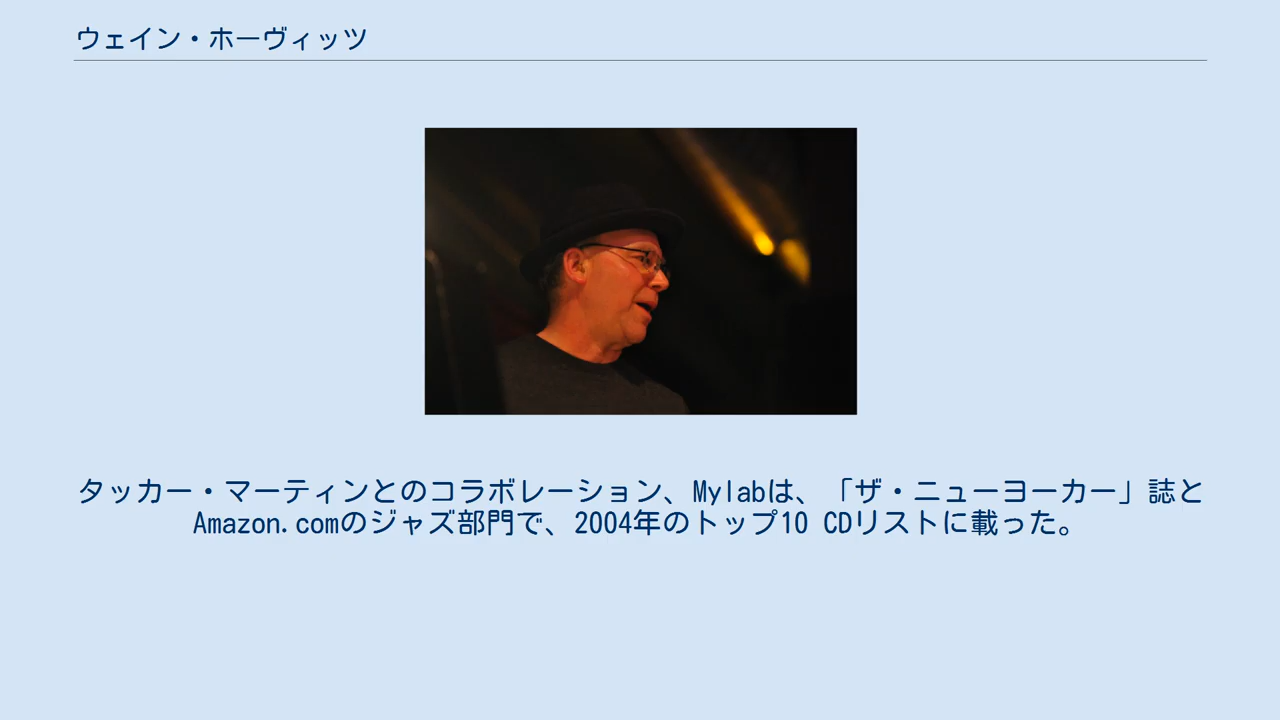 ウェイン・ホーヴィッツ
タッカー・マーティンとのコラボレーション、Mylabは、「ザ・ニューヨーカー」誌と
Amazon.comのジャズ部門で、2004年のトップ10 CDリストに載った。